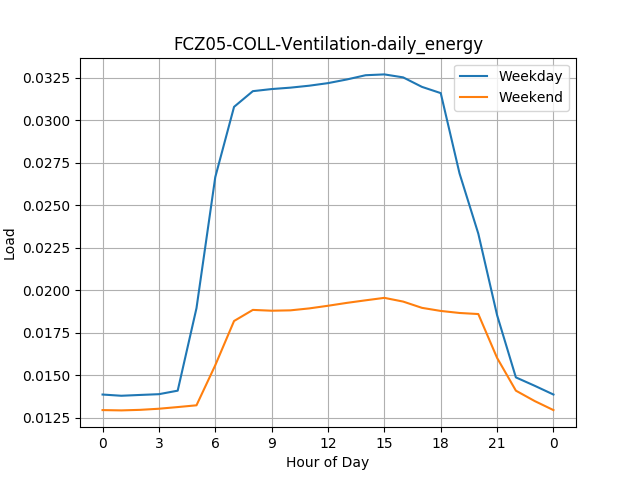 FCZ05-COLL-Ventilation-daily_energy
Weekday
Weekend
0.0325
0.0300
0.0275
0.0250
0.0225
0.0200
0.0175
0.0150
0.0125
Load
0 3 6 9 12 15 18 21 0
Hour of Day